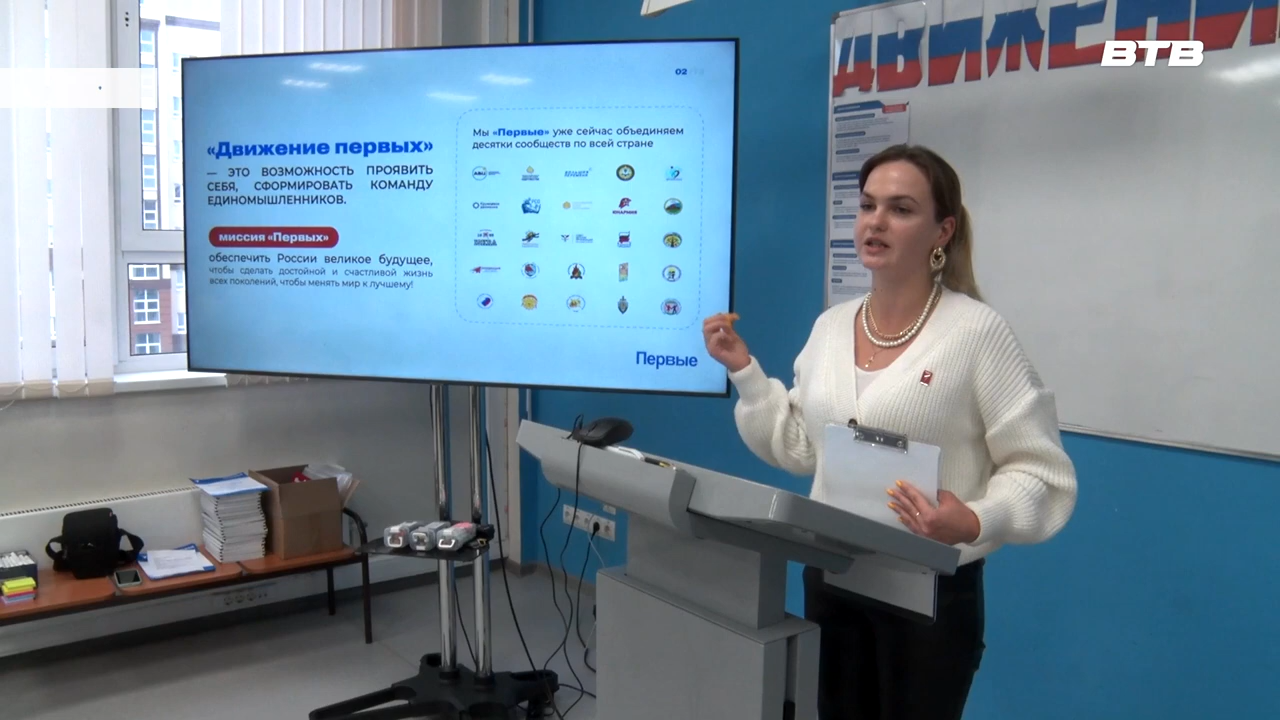 ДВИЖЕНИ
ВТВ
02
«Движение первых»
— ЭТО ВОЗМОЖНОСТЬ ПРОЯВИТЬ
СЕБЯ, СФОРМИРОВАТЬ КОМАНДУ
ЕДИНОМЫШЛЕННИКОВ.
миссия «Первых»
обеспечить России великое будущее,
чтобы сделать достойной и счастливой жизнь
всех поколений, чтобы менять мир к лучшему!
Мы «Первые» уже сейчас объединяем
десятки сообществ по всей стране
ЮНАРМИЯ
Первые